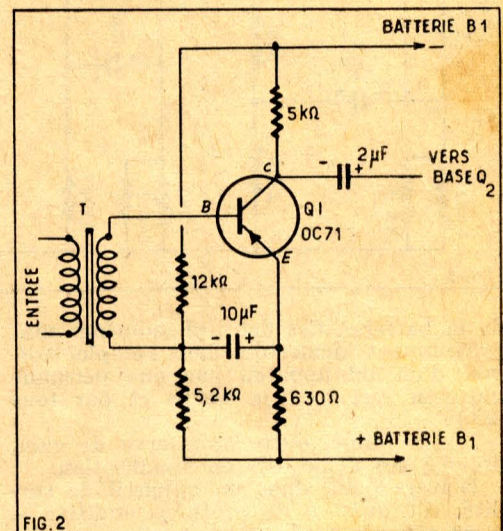 BATTERIE B1
−
5kΩ
2μF
C
−
+
VERS
BASE Q2
T
B
Q1
OC71
E
ENTREE
12kΩ
10μF
−
+
5,2kΩ
630Ω
+ BATTERIE B1
FIG. 2